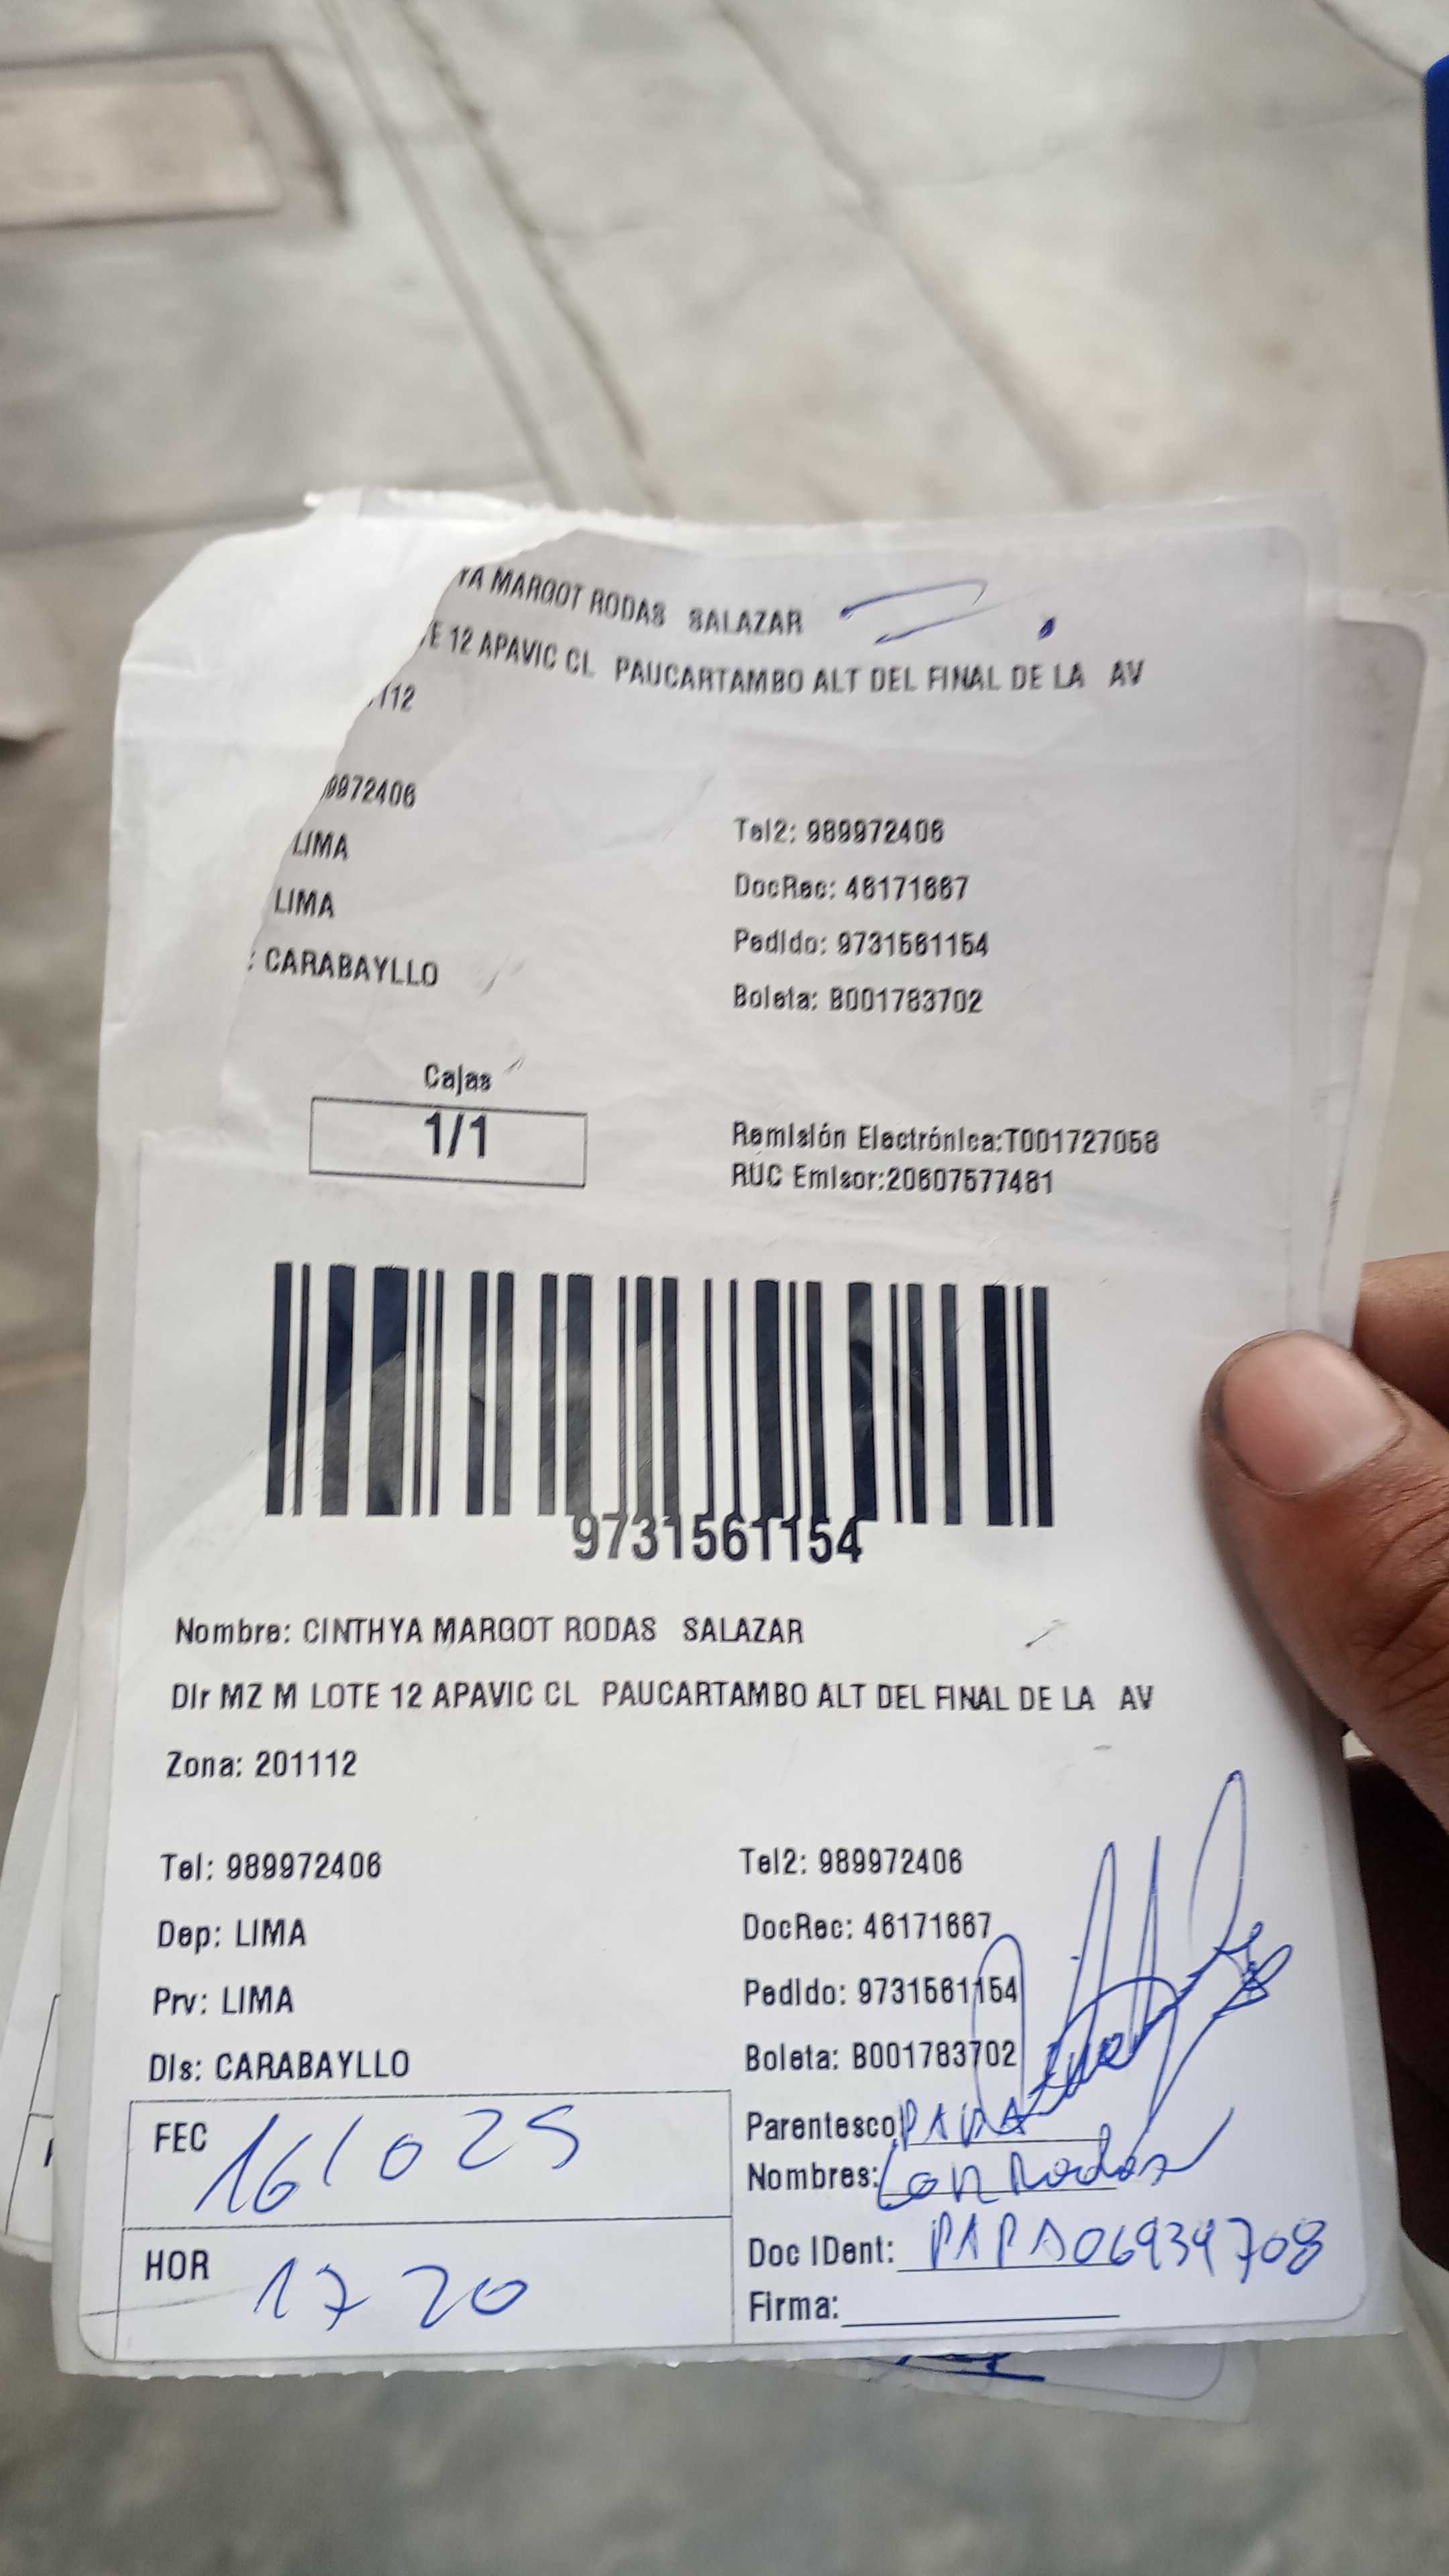 YA MARGOT RODAS SALAZAR
TE 12 APAVIC CL PAUCARTAMBO ALT DEL FINAL DE LA AV
112
9972406
LIMA
LIMA
: CARABAYLLO
Tel2: 989972406
DocRec: 46171667
Pedido: 9731561154
Boleta: B001783702
Cajas
1/1
Remisión Electrónica:T001727058
RUC Emisor:20607577481
9731561154
Nombre: CINTHYA MARGOT RODAS SALAZAR
Dir MZ M LOTE 12 APAVIC CL PAUCARTAMBO ALT DEL FINAL DE LA AV
Zona: 201112
Tel: 989972406
Dep: LIMA
Prv: LIMA
Dis: CARABAYLLO
Tel2: 989972406
DocRec: 46171667
Pedido: 9731561154
Boleta: B001783702
FEC 161025
HOR 1720
Parentesco: PAPA
Nombres: Rodas
Doc IDent: PAPA06939708
Firma: